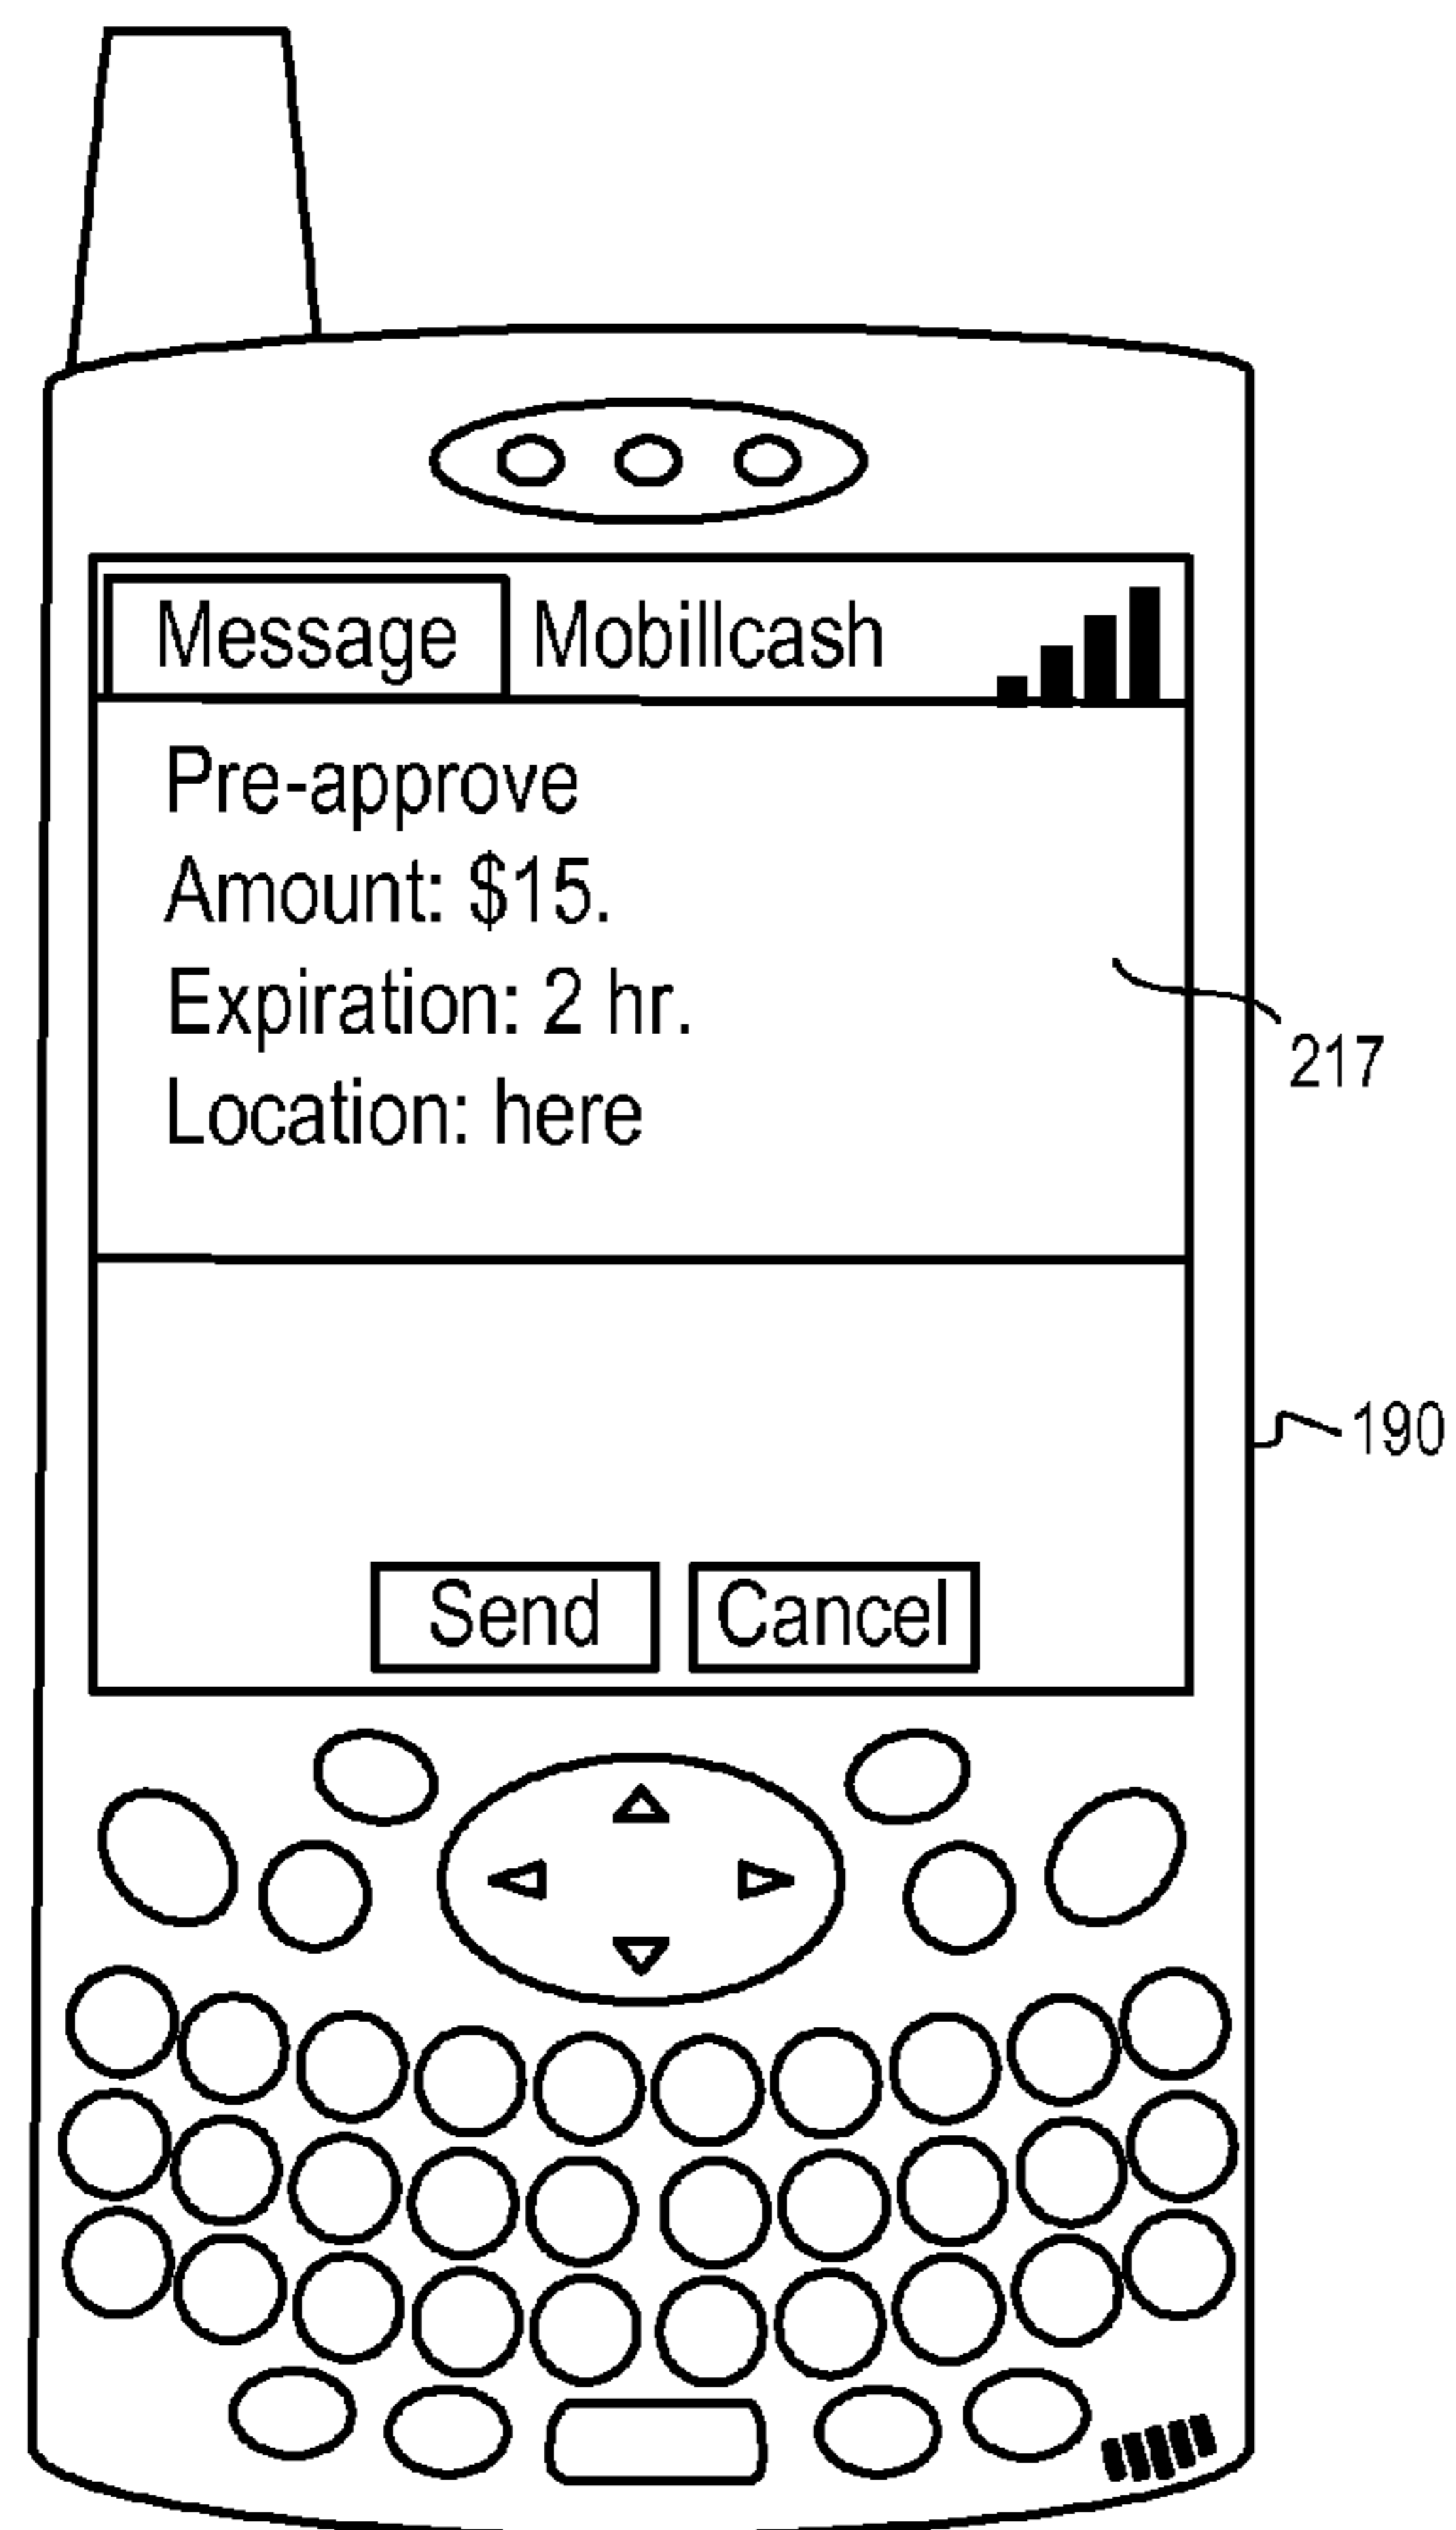 Message Mobillcash
Pre-approve
Amount: $15.
Expiration: 2 hr.
Location: here
217
190
Send Cancel